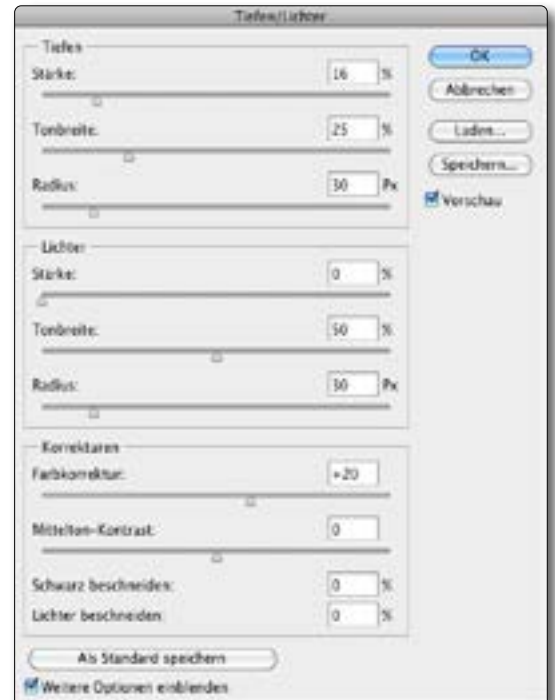 Tiefen/Lichter
Tiefen
Stärke: 16 %
Tonbreite: 25 %
Radius: 30 Px
Lichter
Stärke: 0 %
Tonbreite: 50 %
Radius: 30 Px
Korrekturen
Farbkorrektur: +20
Mittelton-Kontrast: 0
Schwarz beschneiden: 0 %
Lichter beschneiden: 0 %
Als Standard speichern
Weitere Optionen einblenden
OK
Abbrechen
Laden...
Speichern...
Vorschau